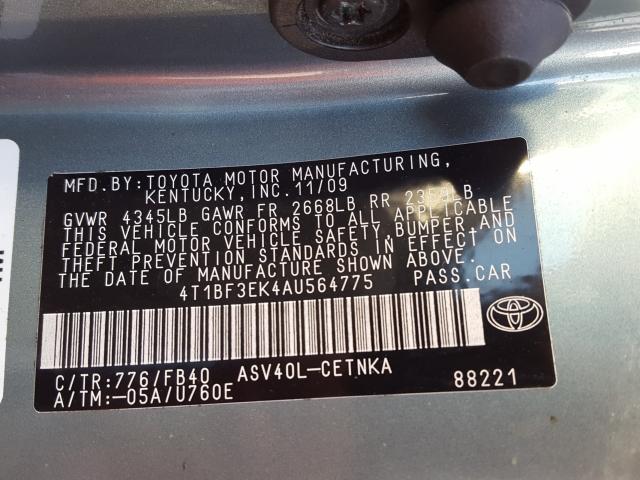 MFD. BY: TOYOTA MOTOR MANUFACTURING,
KENTUCKY, INC. 11/09
GVWR 4345LB GAWR FR 2668LB RR
THIS VEHICLE CONFORMS TO ALL APPLICABLE
FEDERAL MOTOR VEHICLE SAFETY, BUMPER, AND
THEFT PREVENTION STANDARDS IN EFFECT ON
THE DATE OF MANUFACTURE SHOWN ABOVE.
4T1BF3EK4AU564775 PASS.CAR
C/TR: 776/FB40 ASV40L-CETNKA
A/TM:-05A/U760E 88221